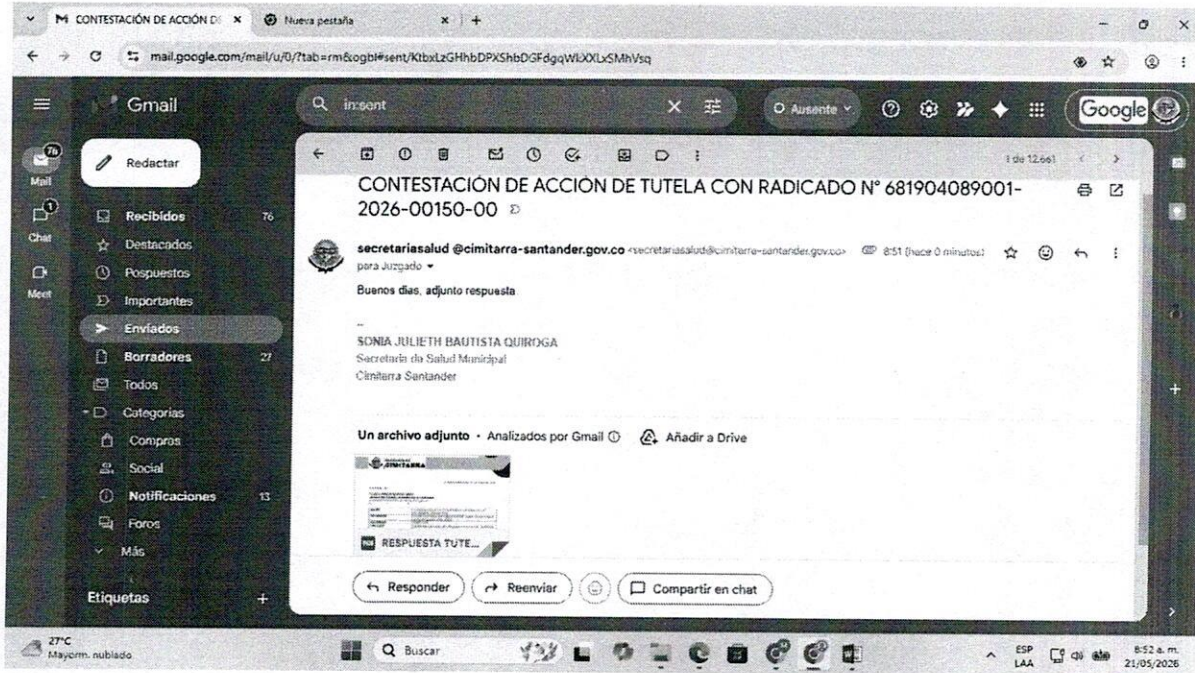 CONTESTACIÓN DE ACCIÓN DE
Nueva pestaña
mail.google.com/mail/u/0/?tab=rm&ogbl#sent/
Gmail
in:sent
Ausente
Google
76
Mail
1
Chat
Meet
Redactar
Recibidos 76
Destacados
Pospuestos
Importantes
Enviados
Borradores 27
Todos
Categorías
Compras
Social
Notificaciones 13
Foros
Más
Etiquetas +
1 de 12.661
CONTESTACIÓN DE ACCIÓN DE TUTELA CON RADICADO N° 681904089001-
2026-00150-00
secretariasalud @cimitarra-santander.gov.co <secretariasalud@cimitarra-santander.gov.co> 8:51 (hace 0 minutos)
para Juzgado
Buenos dias, adjunto respuesta
--
SONIA JULIETH BAUTISTA QUIROGA
Secretaria de Salud Municipal
Cimitarra Santander
Un archivo adjunto • Analizados por Gmail Añadir a Drive
CIMITARRA
RESPUESTA TUTE...
Responder Reenviar Compartir en chat
27°C
Mayorm. nublado
Buscar
ESP
LAA
8:52 a. m.
21/05/2026